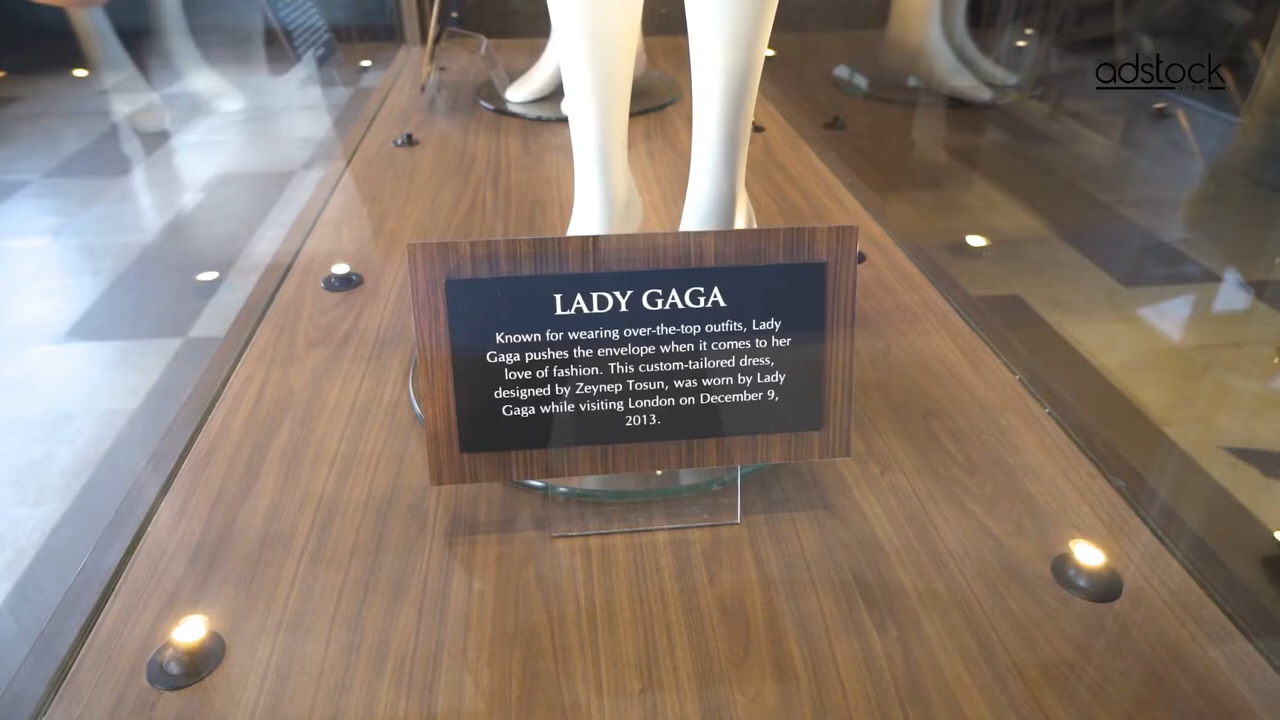 adstock
LADY GAGA
Known for wearing over-the-top outfits, Lady
Gaga pushes the envelope when it comes to her
love of fashion. This custom-tailored dress,
designed by Zeynep Tosun, was worn by Lady
Gaga while visiting London on December 9,
2013.